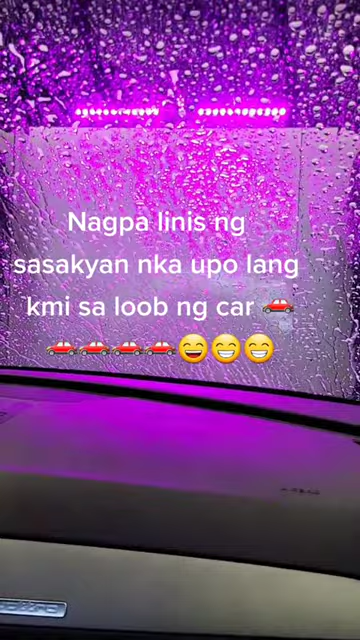 Nagpa linis ng
sasakyan nka upo lang
kmi sa loob ng car 🚗
🚗🚗🚗🚗😄😁😁